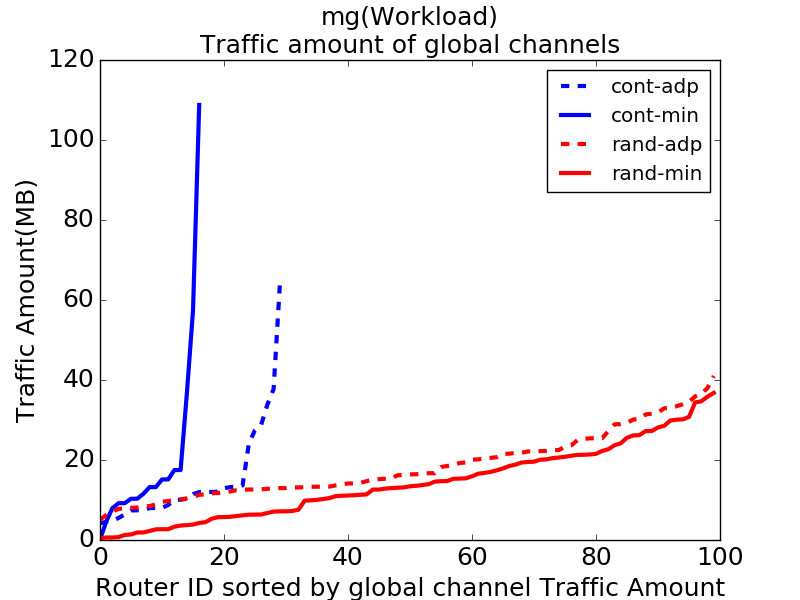 mg(Workload)
Traffic amount of global channels
120
100
80
60
40
20
0
0 20 40 60 80 100
Traffic Amount(MB)
Router ID sorted by global channel Traffic Amount
cont-adp
cont-min
rand-adp
rand-min